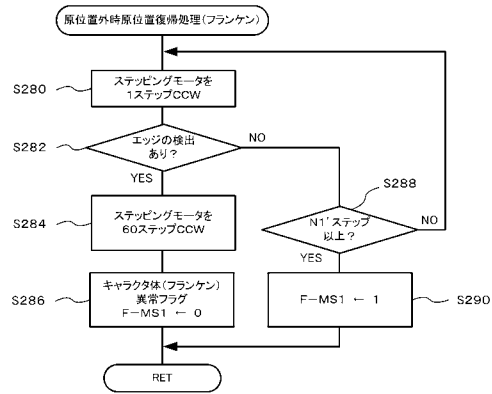 原位置外時原位置復帰処理(フランケン)
S280
ステッピングモータを
1ステップCCW
S282
エッジの検出
あり?
NO
YES
S288
S284
ステッピングモータを
60ステップCCW
N1'ステップ
以上?
NO
YES
S286
キャラクタ体(フランケン)
異常フラグ
F-MS1 ← 0
F-MS1 ← 1
S290
RET